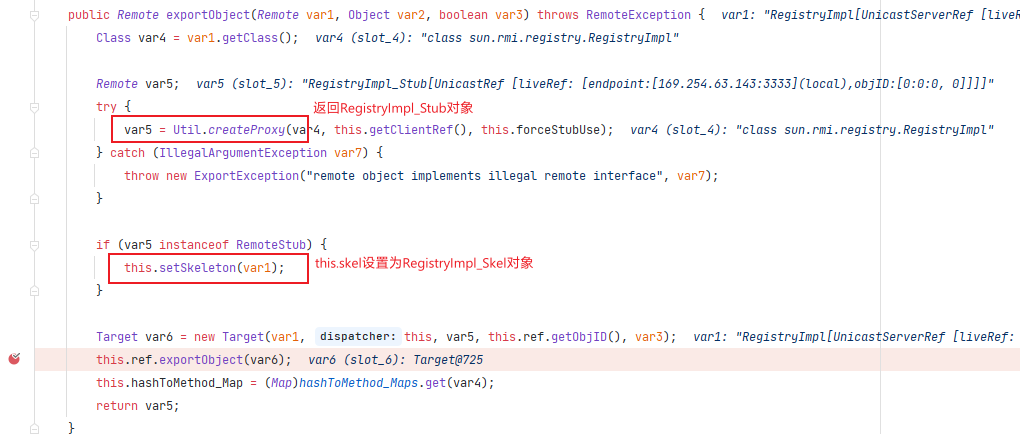 public Remote exportObject(Remote var1, Object var2, boolean var3) throws RemoteException {   var1: "RegistryImpl[UnicastServerRef [liveR
Class var4 = var1.getClass();   var4 (slot_4): "class sun.rmi.registry.RegistryImpl"
Remote var5;   var5 (slot_5): "RegistryImpl_Stub[UnicastRef [liveRef: [endpoint:[169.254.63.143:3333](local),objID:[0:0:0, 0]]]]"
try {   返回RegistryImpl_Stub对象
var5 = Util.createProxy(var4, this.getClientRef(), this.forceStubUse);   var4 (slot_4): "class sun.rmi.registry.RegistryImpl"
} catch (IllegalArgumentException var7) {
throw new ExportException("remote object implements illegal remote interface", var7);
}
if (var5 instanceof RemoteStub) {
this.setSkeleton(var1);   this.skel设置为RegistryImpl_Skel对象
}
Target var6 = new Target(var1, dispatcher: this, var5, this.ref.getObjID(), var3);   var1: "RegistryImpl[UnicastServerRef [liveRef:
this.ref.exportObject(var6);   var6 (slot_6): Target@725
this.hashToMethod_Map = (Map)hashToMethod_Maps.get(var4);
return var5;
}